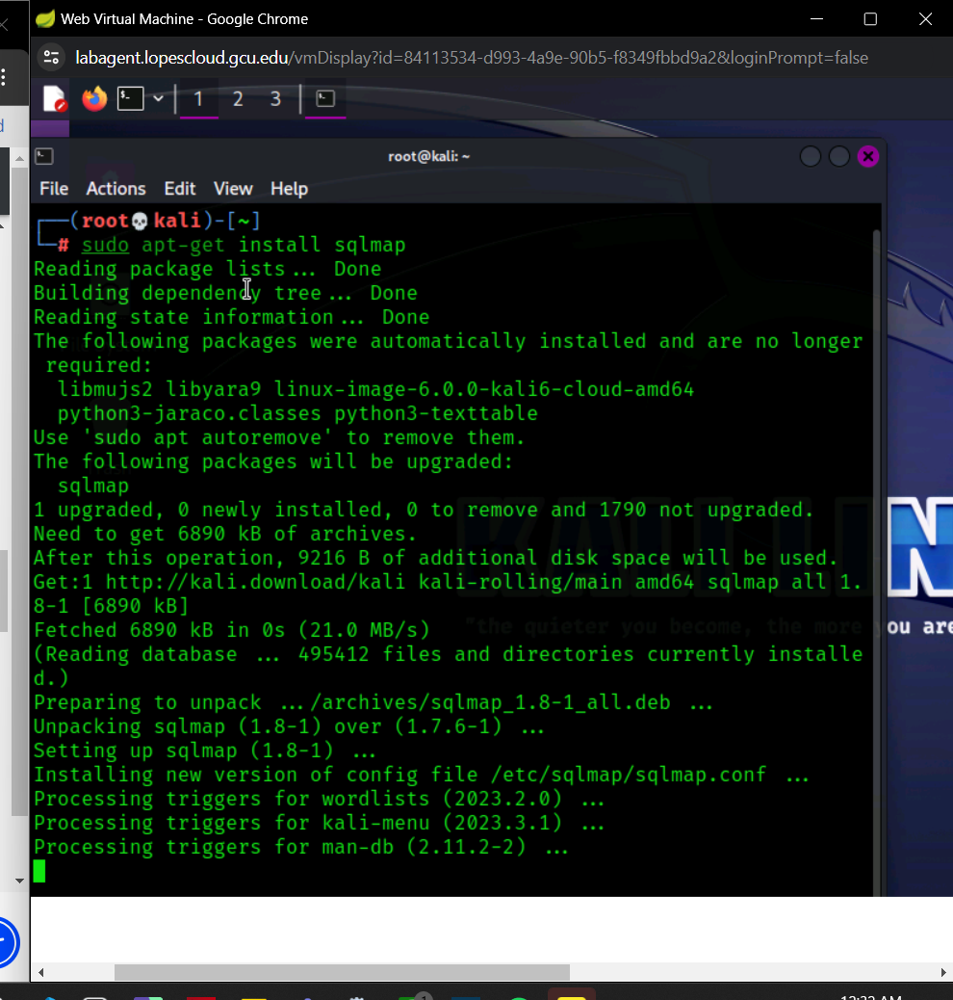 Web Virtual Machine - Google Chrome
labagent.lopescloud.gcu.edu/vmDisplay?id=84113534-d993-4a9e-90b5-f8349fbbd9a2&loginPrompt=false
1 2 3
root@kali: ~
File Actions Edit View Help
┌──(root💀kali)-[~]
└─# sudo apt-get install sqlmap
Reading package lists... Done
Building dependency tree... Done
Reading state information... Done
The following packages were automatically installed and are no longer
required:
libmujs2 libyara9 linux-image-6.0.0-kali6-cloud-amd64
python3-jaraco.classes python3-texttable
Use 'sudo apt autoremove' to remove them.
The following packages will be upgraded:
sqlmap
1 upgraded, 0 newly installed, 0 to remove and 1790 not upgraded.
Need to get 6890 kB of archives.
After this operation, 9216 B of additional disk space will be used.
Get:1 http://kali.download/kali kali-rolling/main amd64 sqlmap all 1.
8-1 [6890 kB]
Fetched 6890 kB in 0s (21.0 MB/s)
(Reading database ... 495412 files and directories currently installe
d.)
Preparing to unpack .../archives/sqlmap_1.8-1_all.deb ...
Unpacking sqlmap (1.8-1) over (1.7.6-1) ...
Setting up sqlmap (1.8-1) ...
Installing new version of config file /etc/sqlmap/sqlmap.conf ...
Processing triggers for wordlists (2023.2.0) ...
Processing triggers for kali-menu (2023.3.1) ...
Processing triggers for man-db (2.11.2-2) ...
"the quieter you become, the more you are